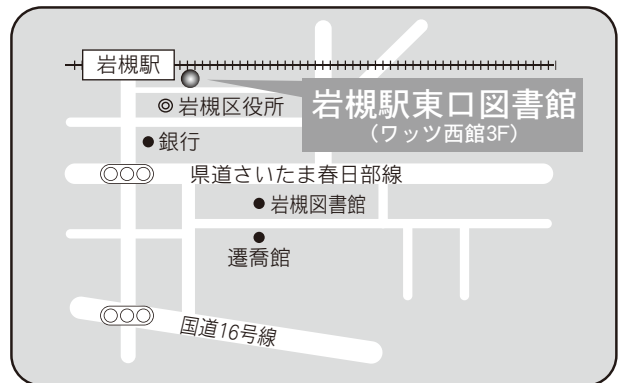 岩槻駅
岩槻駅東口図書館
（ワッツ西館3F）
岩槻区役所
銀行
県道さいたま春日部線
岩槻図書館
遷喬館
国道16号線